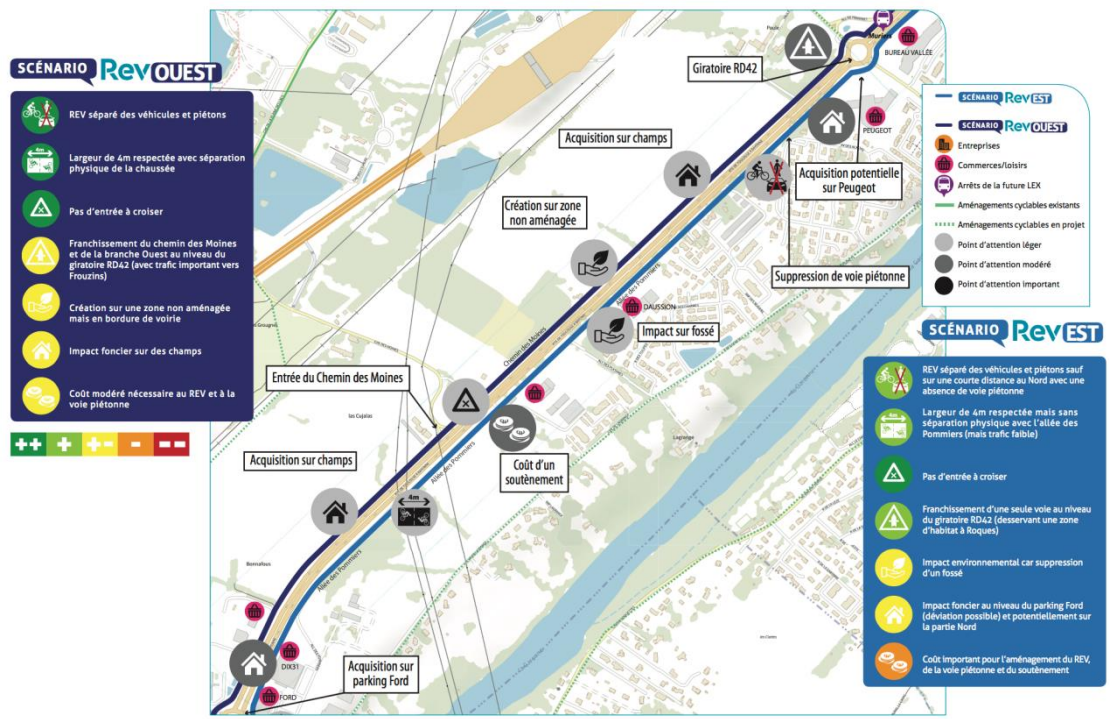 SCÉNARIO RevOUEST
REV séparé des véhicules et piétons
4m
Largeur de 4m respectée avec séparation
physique de la chaussée
Pas d'entrée à croiser
Franchissement du chemin des Moines
et de la branche Ouest au niveau du
giratoire RD42 (avec trafic important vers
Frouzins)
Création sur une zone non aménagée
mais en bordure de voirie
Impact foncier sur des champs
Coût modéré nécessaire au REV et à la
voie piétonne
++ + +- - --
Muriers
BUREAU VALLÉE
Giratoire RD42
PEUGEOT
Acquisition sur champs
Acquisition potentielle
sur Peugeot
Création sur zone
non aménagée
Suppression de voie piétonne
Allée des Pommiers
DAUSSION
Impact sur fossé
Chemin des Moines
Entrée du Chemin des Moines
les Cujalas
Lagrange
Allée des Pommiers
Coût d'un
soutènement
Acquisition sur champs
4m
Bonnafous
Allée des Pommiers
DIX31
Acquisition sur
parking Ford
FORD
SCÉNARIO RevEST
SCÉNARIO RevOUEST
Entreprises
Commerces/loisirs
Arrêts de la future LEX
Aménagements cyclables existants
Aménagements cyclables en projet
Point d'attention léger
Point d'attention modéré
Point d'attention important
SCÉNARIO RevEST
REV séparé des véhicules et piétons sauf
sur une courte distance au Nord avec une
absence de voie piétonne
4m
Largeur de 4m respectée mais sans
séparation physique avec l'allée des
Pommiers (mais trafic faible)
Pas d'entrée à croiser
Franchissement d'une seule voie au niveau
du giratoire RD42 (desservant une zone
d'habitat à Roques)
Impact environnemental car suppression
d'un fossé
Impact foncier au niveau du parking Ford
(déviation possible) et potentiellement sur
la partie Nord
Coût important pour l'aménagement du REV,
de la voie piétonne et du soutènement